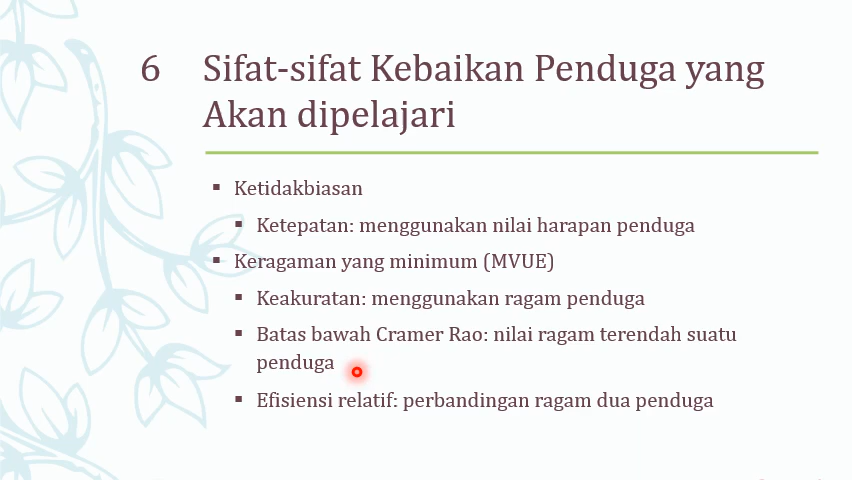 6 Sifat-sifat Kebaikan Penduga yang
Akan dipelajari
▪ Ketidakbiasan
▪ Ketepatan: menggunakan nilai harapan penduga
▪ Keragaman yang minimum (MVUE)
▪ Keakuratan: menggunakan ragam penduga
▪ Batas bawah Cramer Rao: nilai ragam terendah suatu
penduga
▪ Efisiensi relatif: perbandingan ragam dua penduga